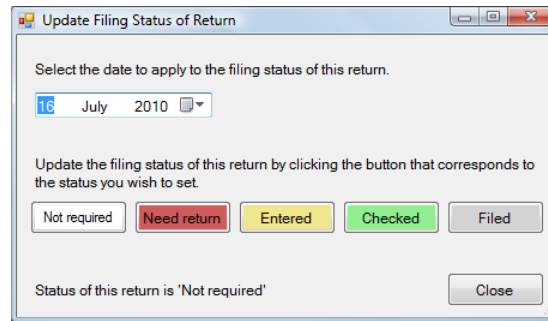 Update Filing Status of Return
Select the date to apply to the filing status of this return.
16 July 2010
Update the filing status of this return by clicking the button that corresponds to
the status you wish to set.
Not required Need return Entered Checked Filed
Status of this return is 'Not required' Close